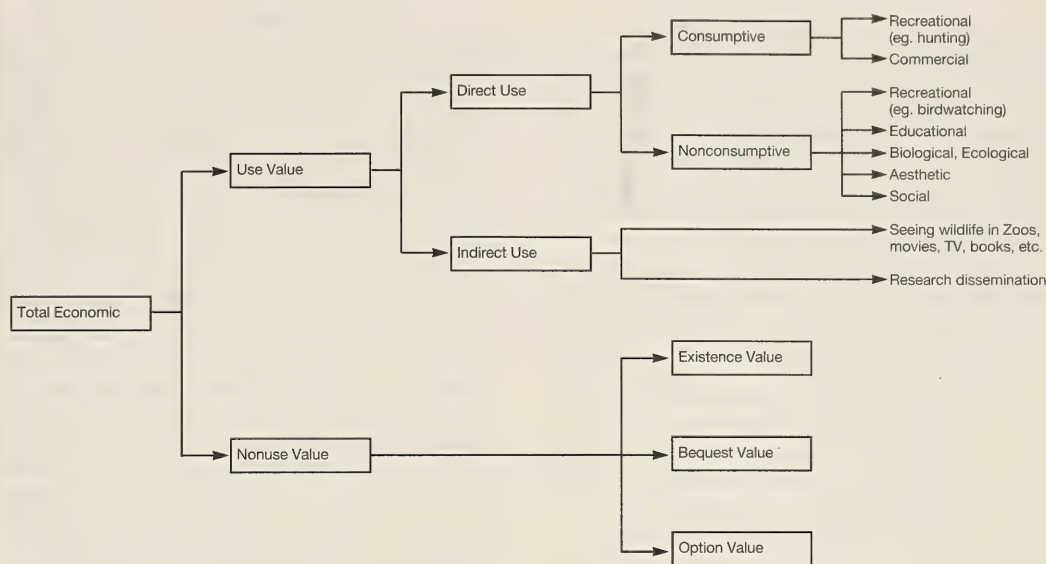 Total Economic
Use Value
Nonuse Value
Direct Use
Indirect Use
Consumptive
Nonconsumptive
Recreational
(eg. hunting)
Commercial
Recreational
(eg. birdwatching)
Educational
Biological, Ecological
Aesthetic
Social
Seeing wildlife in Zoos,
movies, TV, books, etc.
Research dissemination
Existence Value
Bequest Value
Option Value